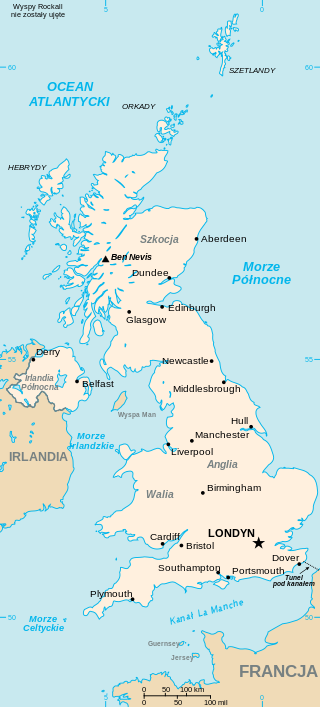 Wyspy Rockall
nie zostały ujęte
5
0
60
60
SZETLANDY
OCEAN
ATLANTYCKI
ORKADY
HEBRYDY
Szkocja
Aberdeen
Ben Nevis
Morze
Północne
Dundee
Edinburgh
Glasgow
55
55
Derry
Newcastle
Irlandia
Północna
Belfast
Middlesbrough
Wyspa Man
Hull
Morze
Irlandzkie
Manchester
Liverpool
IRLANDIA
Anglia
Walia
Birmingham
LONDYN
Cardiff
Bristol
Dover
Southampton
Portsmouth
Tunel
pod kanałem
Plymouth
Kanał La Manche
50
50
Morze
Celtyckie
Guernsey
Jersey
FRANCJA
0 50 100 km
0 50 100 mil
5
0